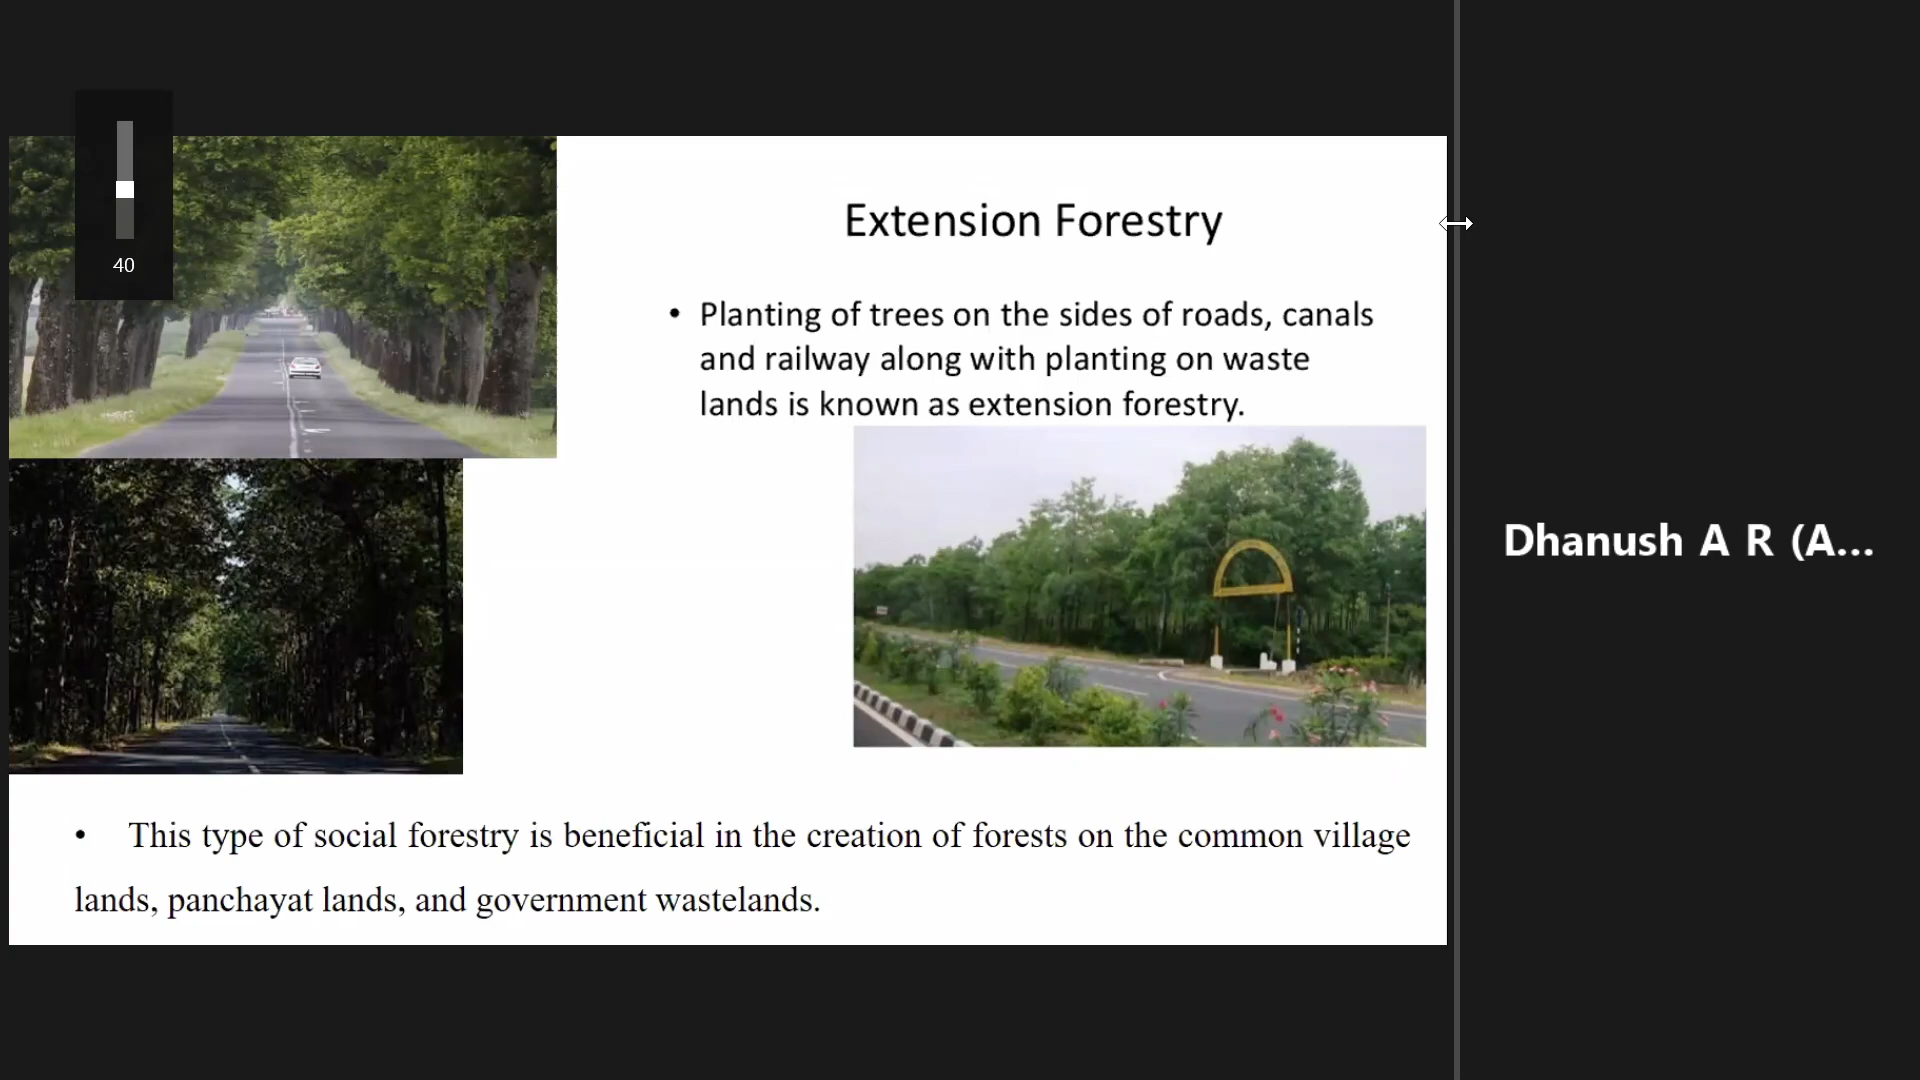 40
Extension Forestry
• Planting of trees on the sides of roads, canals
and railway along with planting on waste
lands is known as extension forestry.
Dhanush A R (A...
• This type of social forestry is beneficial in the creation of forests on the common village
lands, panchayat lands, and government wastelands.